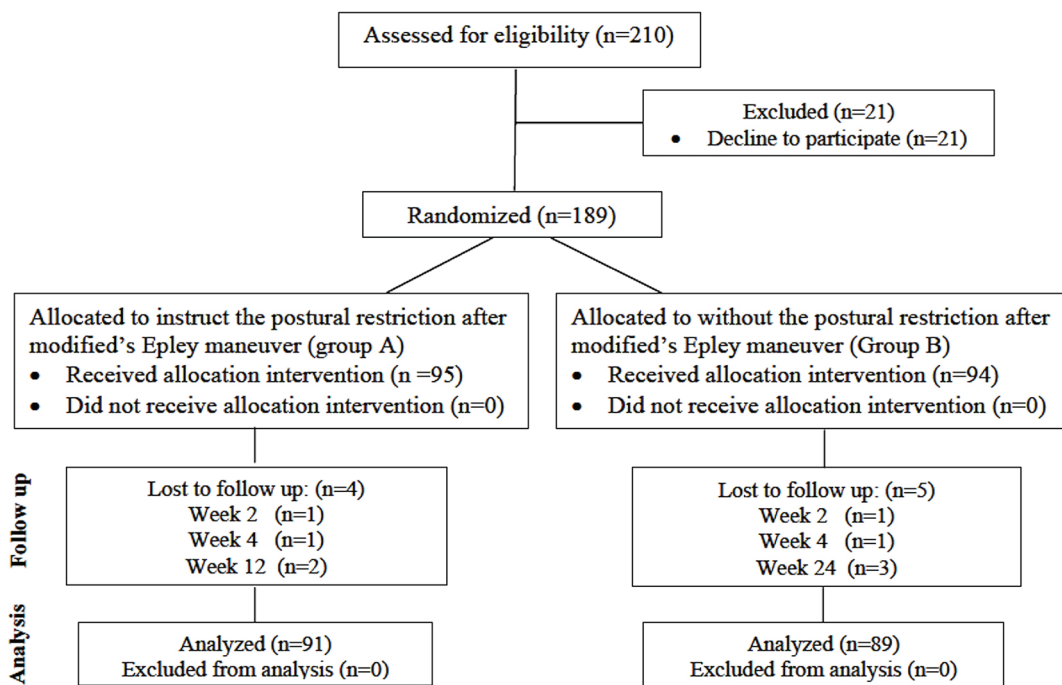 Assessed for eligibility (n=210)
Excluded (n=21)
• Decline to participate (n=21)
Randomized (n=189)
Allocated to instruct the postural restriction after
modified's Epley maneuver (group A)
• Received allocation intervention (n =95)
• Did not receive allocation intervention (n=0)
Allocated to without the postural restriction after
modified's Epley maneuver (Group B)
• Received allocation intervention (n=94)
• Did not receive allocation intervention (n=0)
Follow up
Lost to follow up: (n=4)
Week 2 (n=1)
Week 4 (n=1)
Week 12 (n=2)
Lost to follow up: (n=5)
Week 2 (n=1)
Week 4 (n=1)
Week 24 (n=3)
Analysis
Analyzed (n=91)
Excluded from analysis (n=0)
Analyzed (n=89)
Excluded from analysis (n=0)